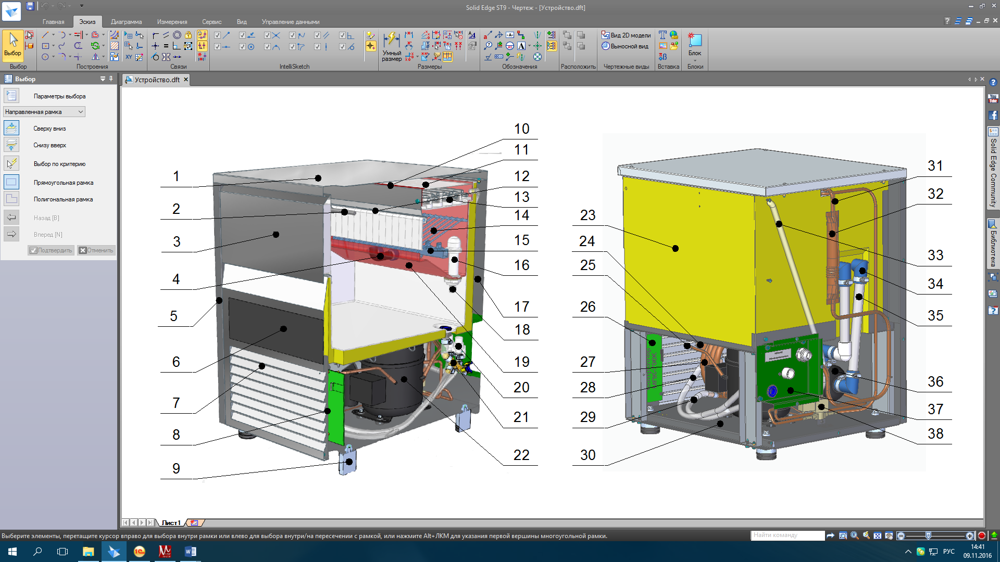 Solid Edge ST9 - Чертеж - [Устройство.dft]
Главная Эскиз Диаграмма Измерения Сервис Вид Управление данными
Выбор
Умный размер
Вид 2D модели
Выносной вид
Блок
Выбор Построения Связи IntelliSketch Размеры Обозначения Расположить Чертежные виды Вставка Блоки
Выбор
Устройство.dft
Параметры выбора
Направленная рамка
Сверху вниз
Снизу вверх
Выбор по критерию
Прямоугольная рамка
Полигональная рамка
Назад [B]
Вперед [N]
Подтвердить Отменить
1
2
3
4
5
6
7
8
9
10
11
12
13
14
15
16
17
18
19
20
21
22
23
24
25
26
27
28
29
30
31
32
33
34
35
36
37
38
You Tube
Solid Edge Community
Библиотека
Лист1
Выберите элементы, перетащите курсор вправо для выбора внутри рамки или влево для выбора внутри/на пересечении с рамкой, или нажмите Alt+ЛКМ для указания первой вершины многоугольной рамки.
Найти команду
РУС
14:41
09.11.2016